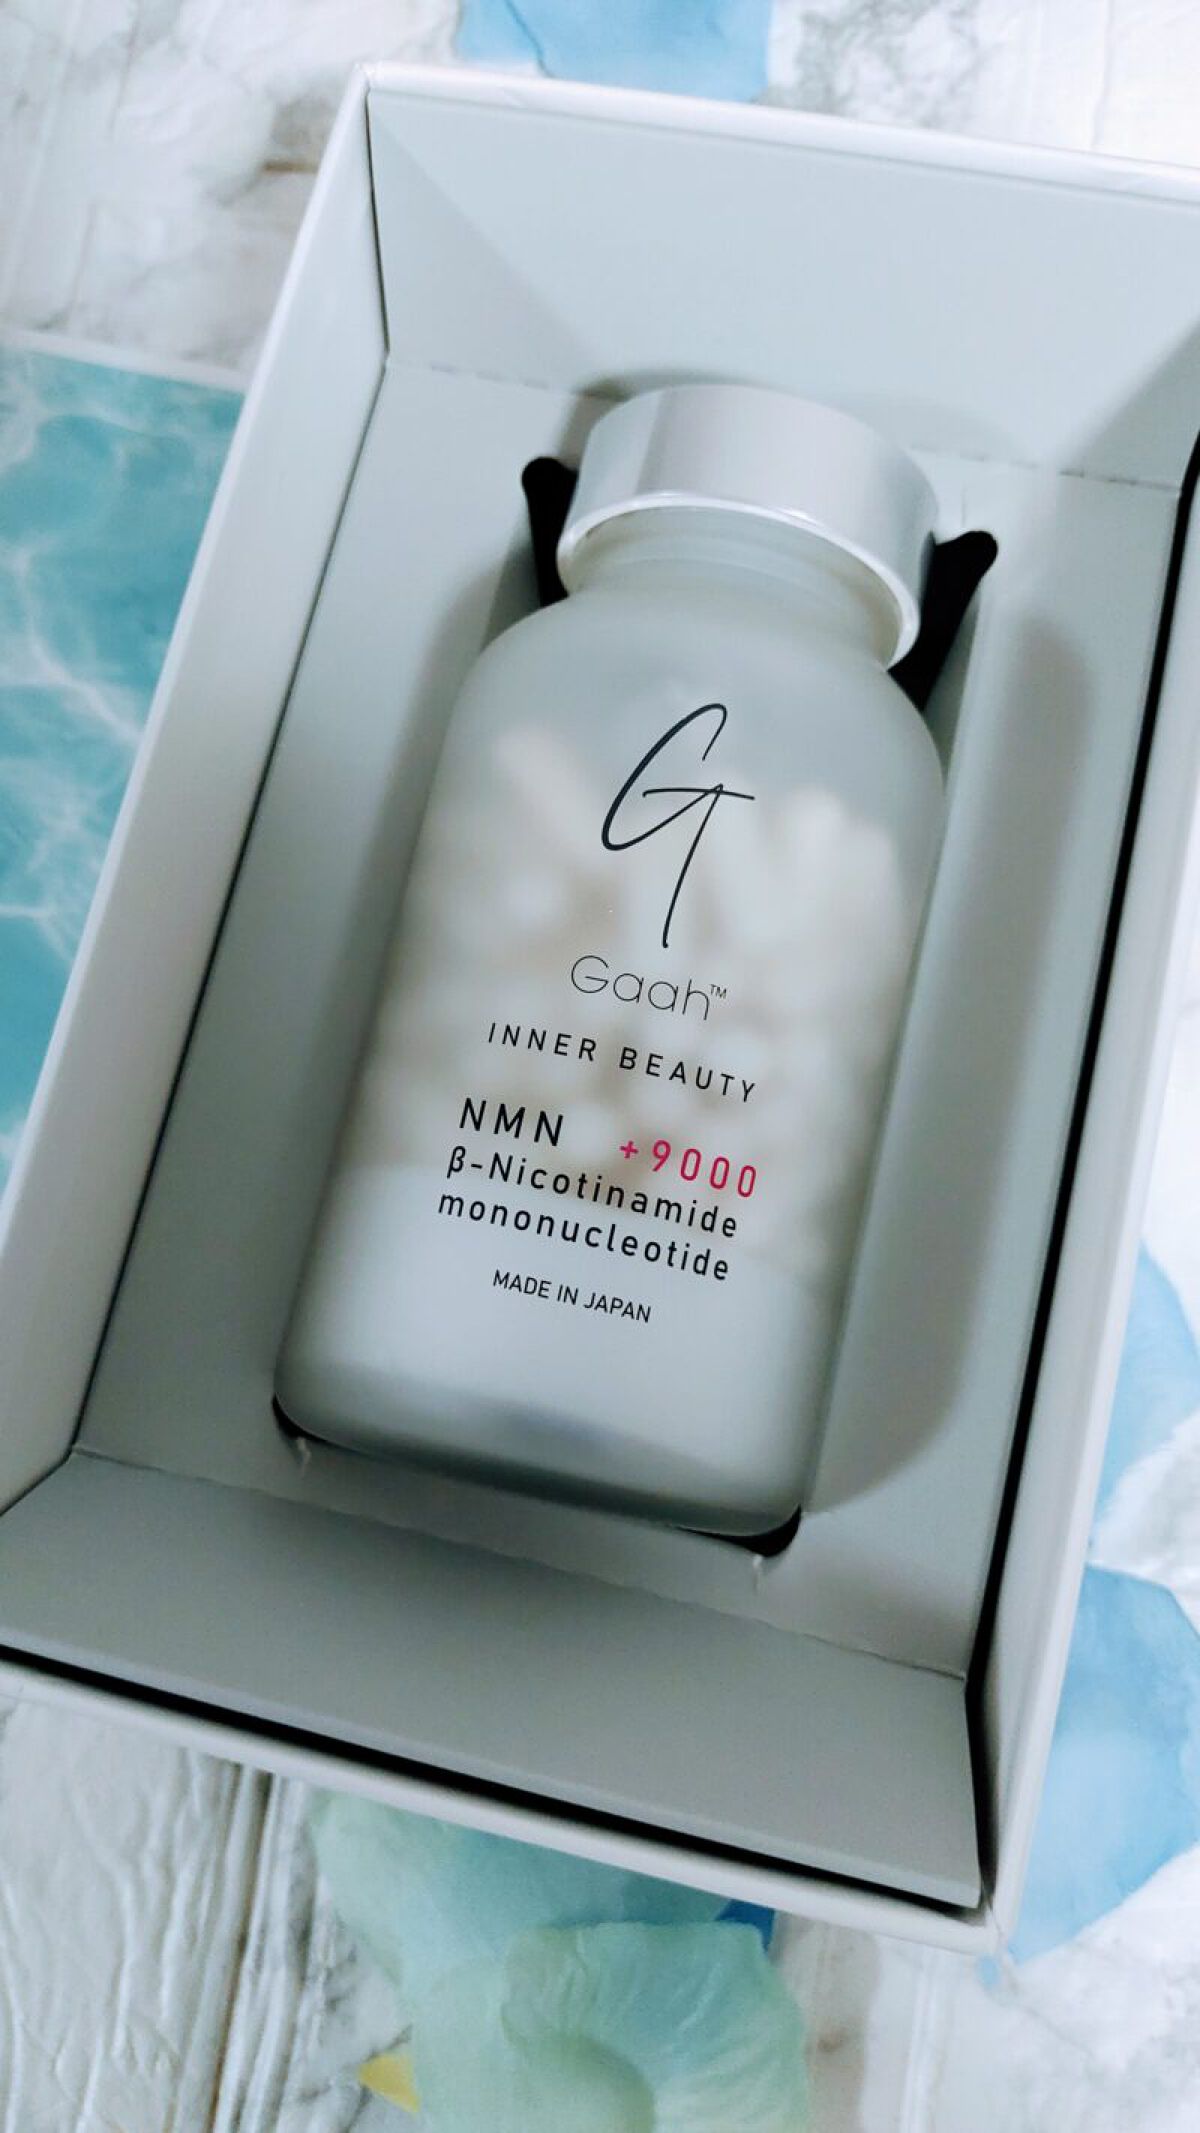 G
Gaah™
INNER BEAUTY
NMN +9000
β-Nicotinamide
mononucleotide
MADE IN JAPAN